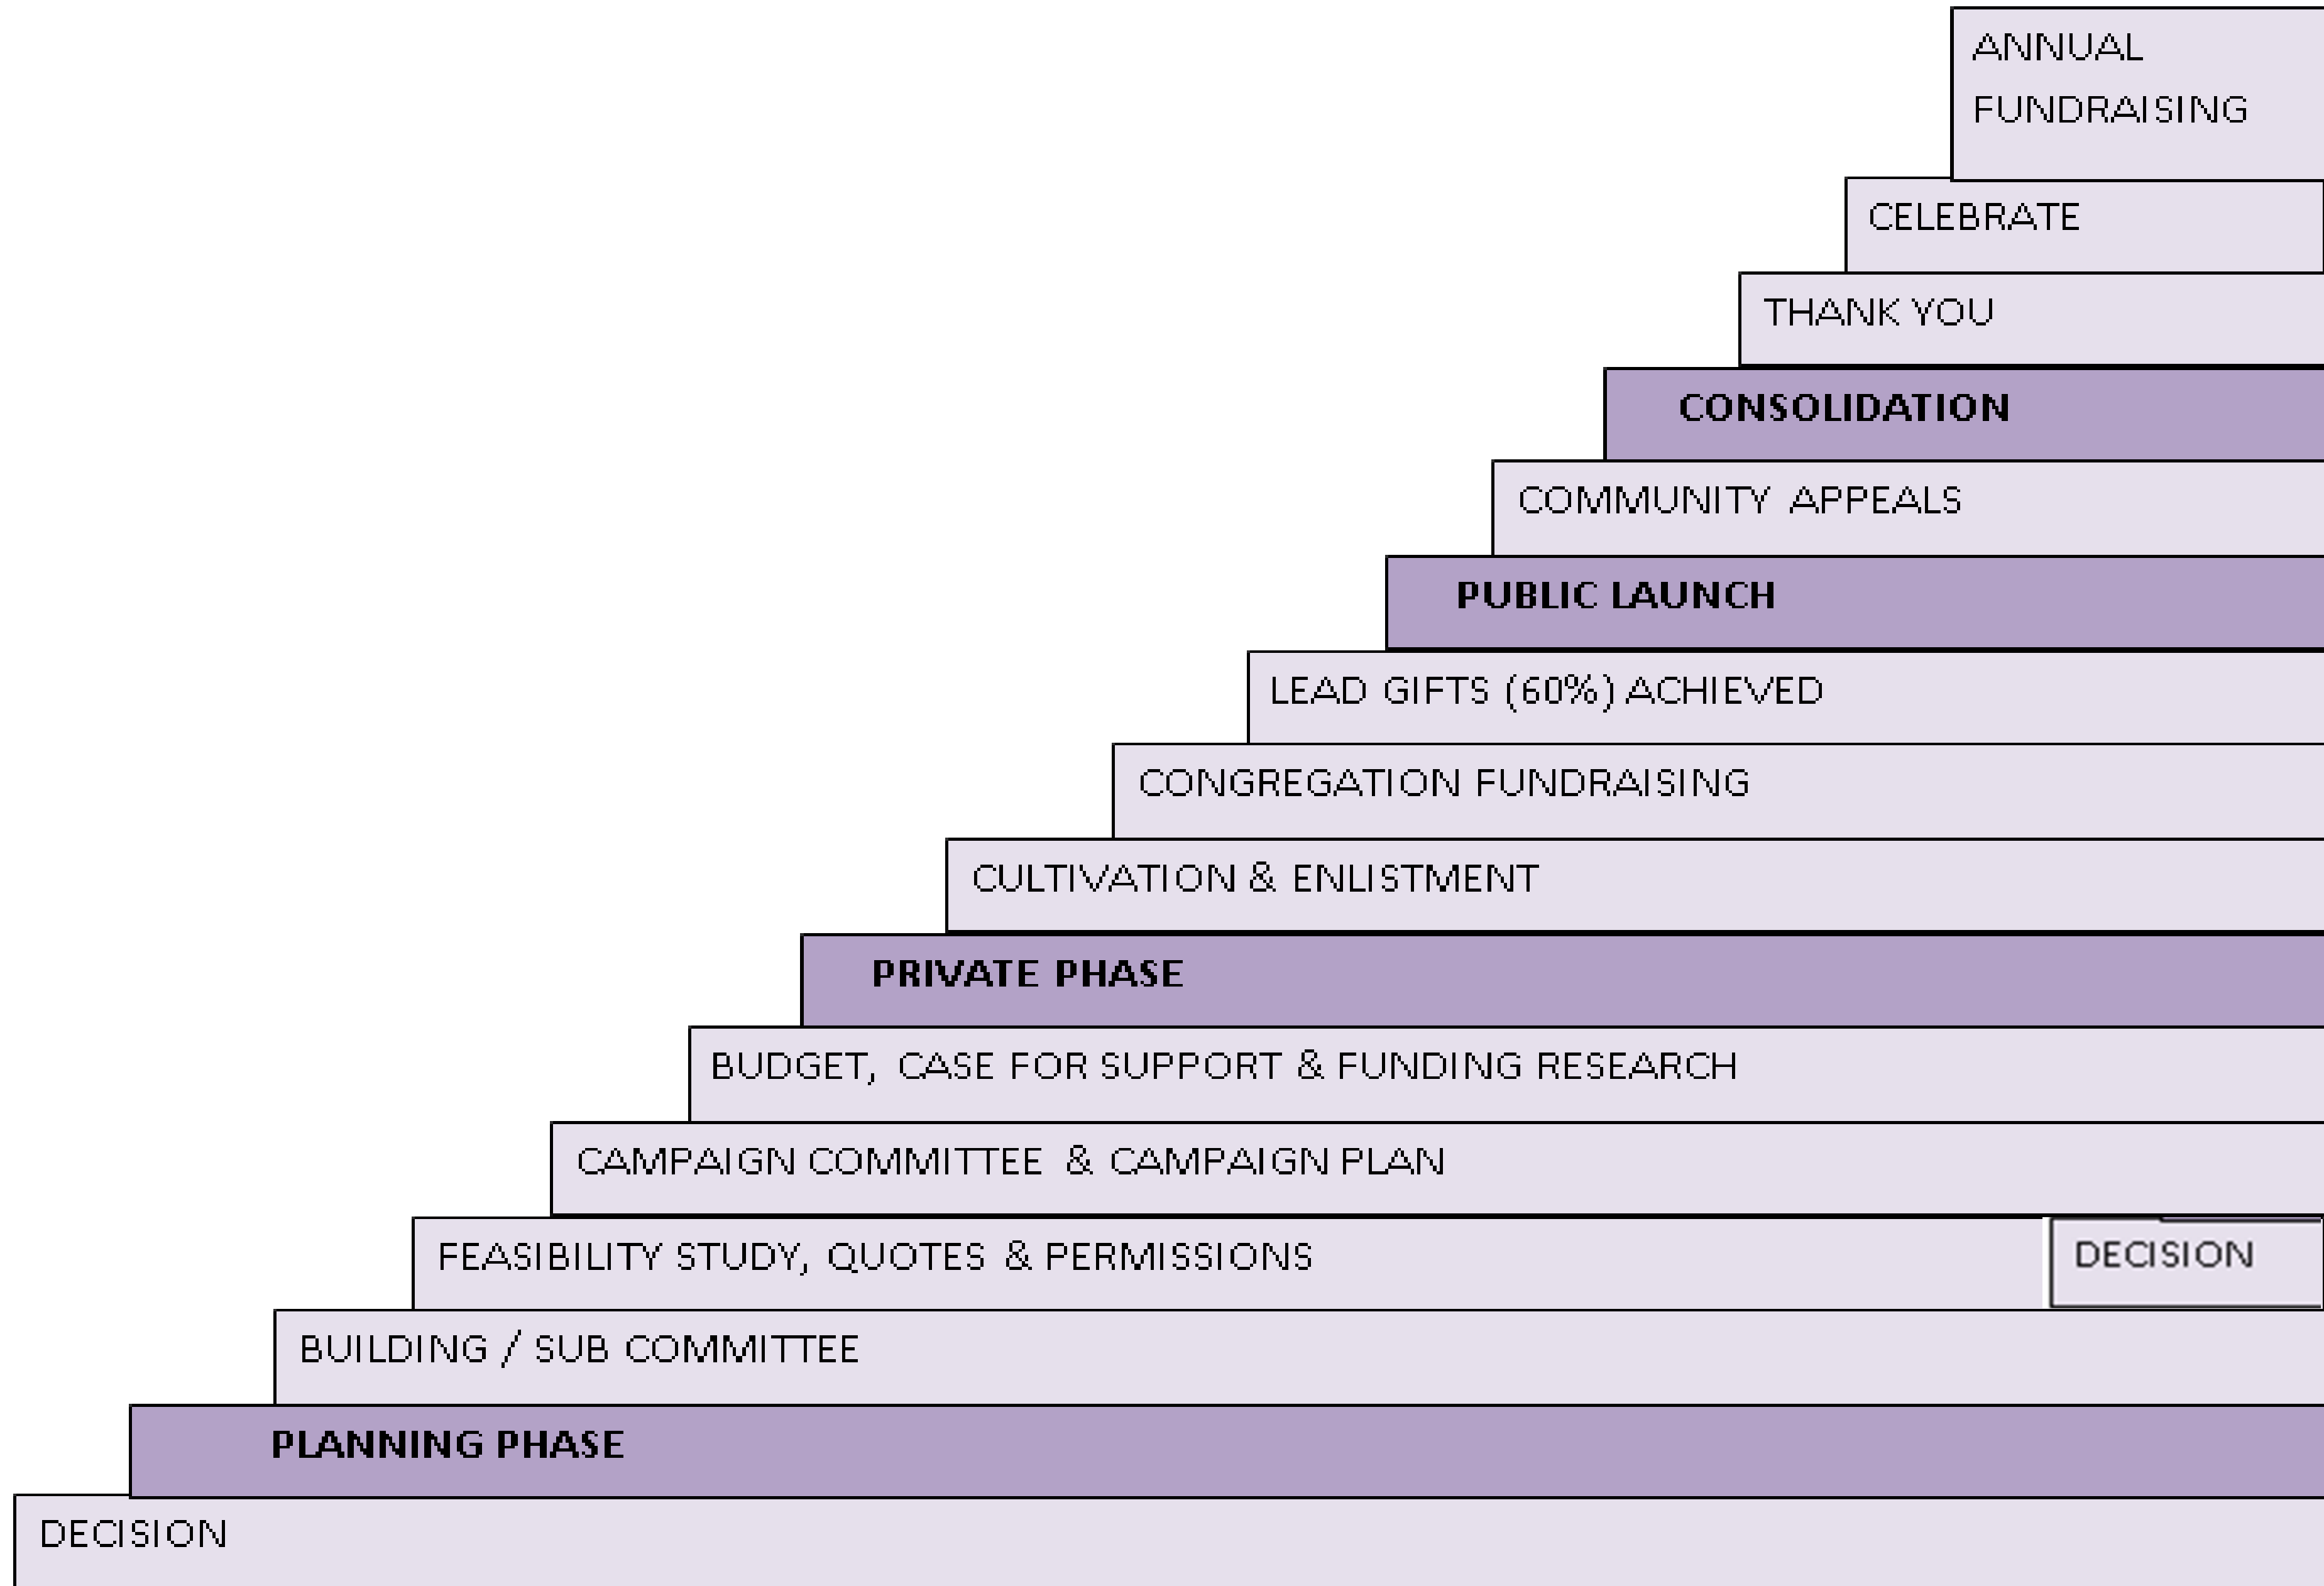 ANNUAL
FUNDRAISING
CELEBRATE
THANK YOU
CONSOLIDATION
COMMUNITY APPEALS
PUBLIC LAUNCH
LEAD GIFTS (60%) ACHIEVED
CONGREGATION FUNDRAISING
CULTIVATION & ENLISTMENT
PRIVATE PHASE
BUDGET, CASE FOR SUPPORT & FUNDING RESEARCH
CAMPAIGN COMMITTEE & CAMPAIGN PLAN
FEASIBILITY STUDY, QUOTES & PERMISSIONS
DECISION
BUILDING / SUB COMMITTEE
PLANNING PHASE
DECISION